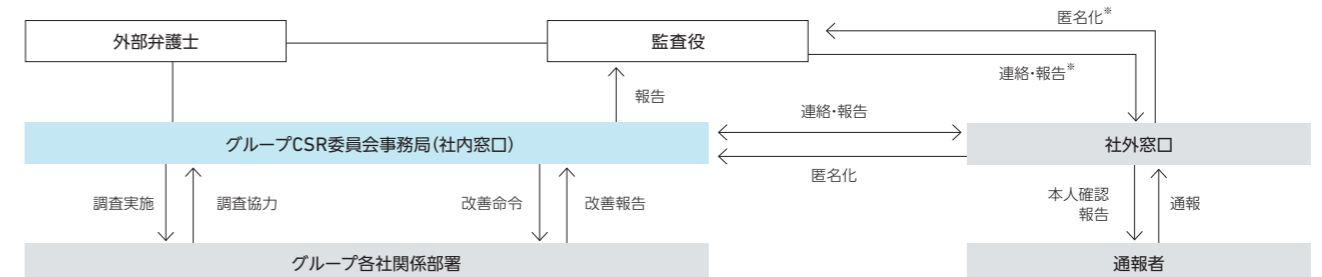 匿名化※
外部弁護士
監査役
連絡・報告※
報告
連絡・報告
グループCSR委員会事務局（社内窓口）
社外窓口
匿名化
調査実施
調査協力
改善命令
改善報告
本人確認
報告
通報
グループ各社関係部署
通報者